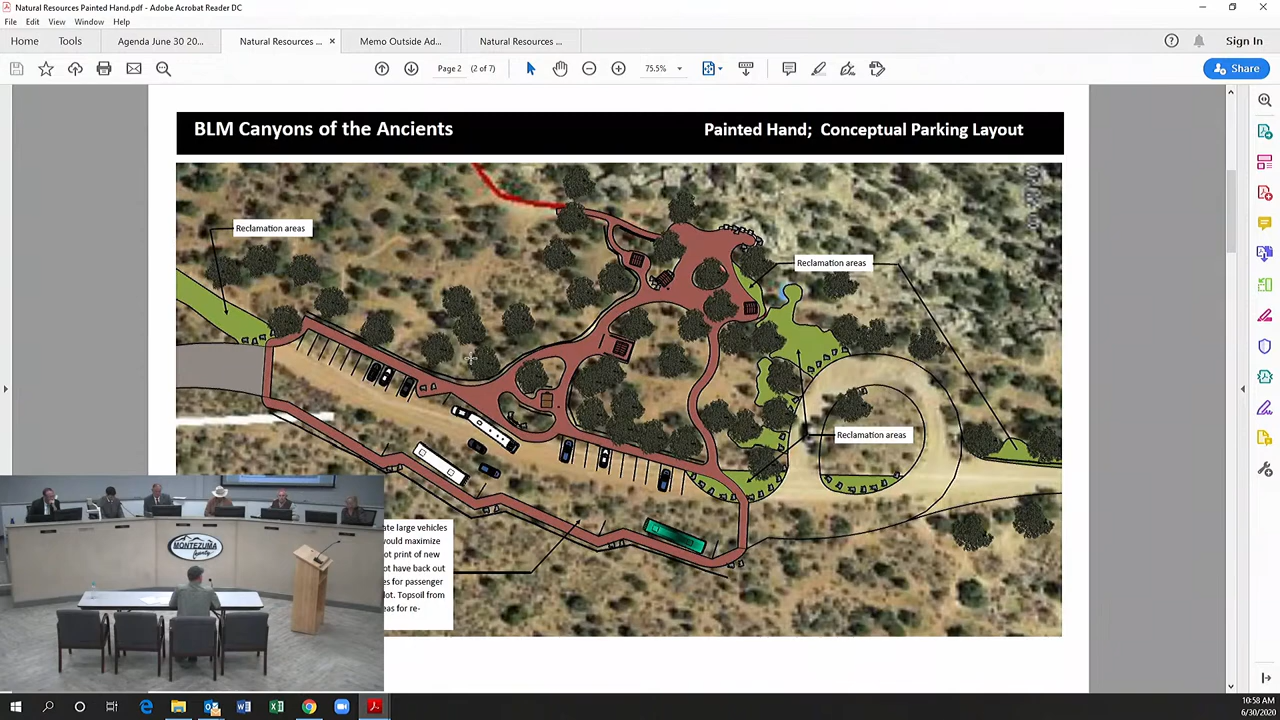 Natural Resources Painted Hand.pdf - Adobe Acrobat Reader DC
File Edit View Window Help
Home Tools Agenda June 30 20... Natural Resources ... × Memo Outside Ad... Natural Resources ... Sign In
Page 2 (2 of 7) 75.5% Share
BLM Canyons of the Ancients Painted Hand; Conceptual Parking Layout
Reclamation areas
Reclamation areas
Reclamation areas
ate large vehicles
ould maximize
ot print of new
ot have back out
es for passenger
lot. Topsoil from
eas for re-
MONTEZUMA
County
10:58 AM
6/30/2020